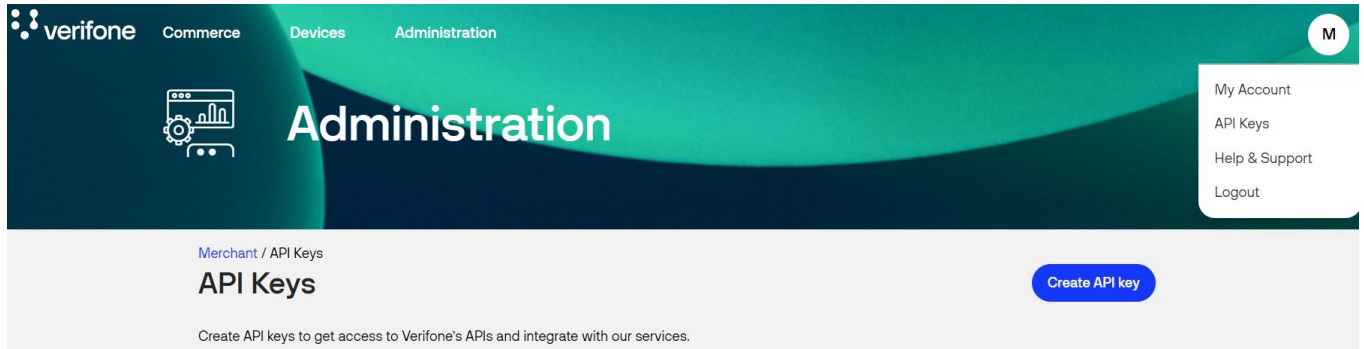 verifone Commerce Devices Administration M
My Account
API Keys
Help & Support
Logout
Administration
Merchant / API Keys
API Keys
Create API key
Create API keys to get access to Verifone's APIs and integrate with our services.